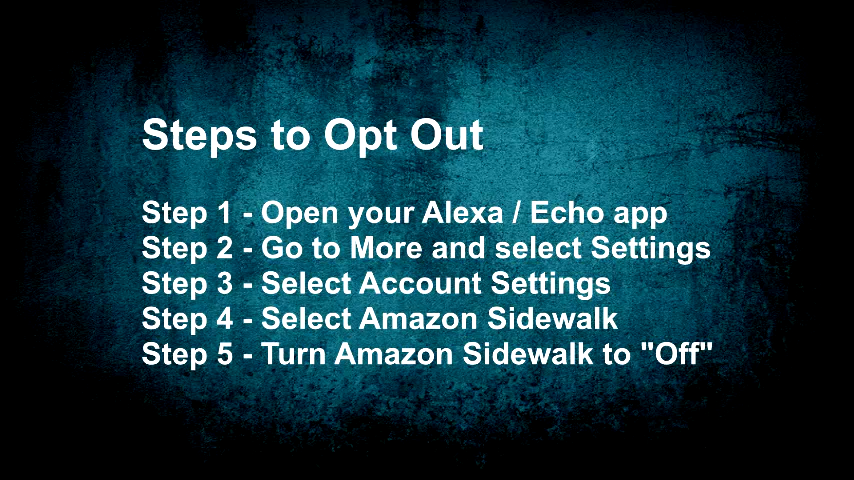 Steps to Opt Out
Step 1 - Open your Alexa / Echo app
Step 2 - Go to More and select Settings
Step 3 - Select Account Settings
Step 4 - Select Amazon Sidewalk
Step 5 - Turn Amazon Sidewalk to "Off"